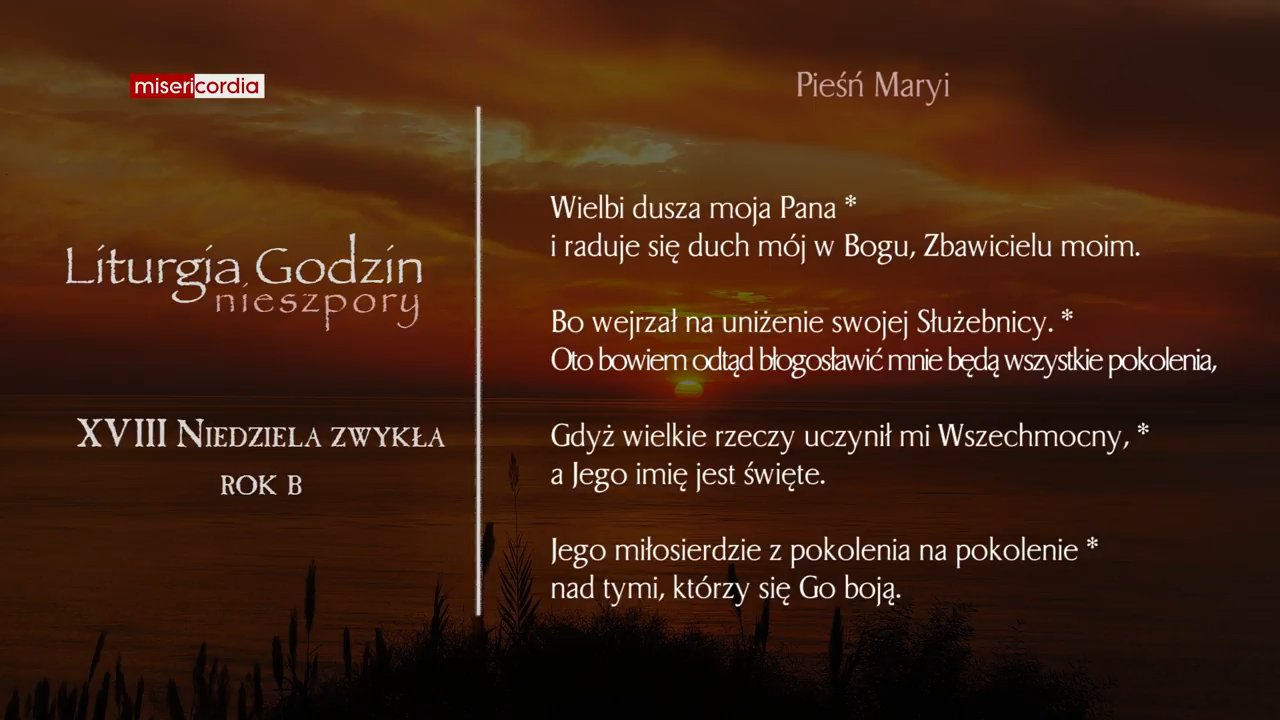 misericordia
Liturgia Godzin
nieszpory
XVIII Niedziela zwykła
rok B
Pieśń Maryi
Wielbi dusza moja Pana *
i raduje się duch mój w Bogu, Zbawicielu moim.
Bo wejrzał na uniżenie swojej Służebnicy. *
Oto bowiem odtąd błogosławić mnie będą wszystkie pokolenia,
Gdyż wielkie rzeczy uczynił mi Wszechmocny, *
a Jego imię jest święte.
Jego miłosierdzie z pokolenia na pokolenie *
nad tymi, którzy się Go boją.